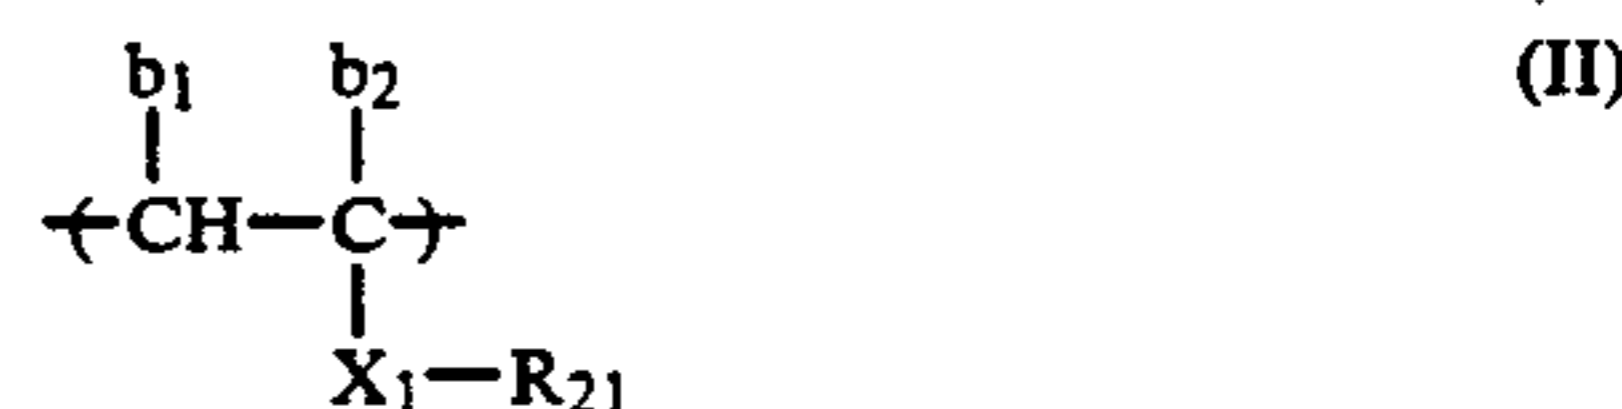 b₁ b₂ (II)
-(CH-C)-
X₁-R₂₁